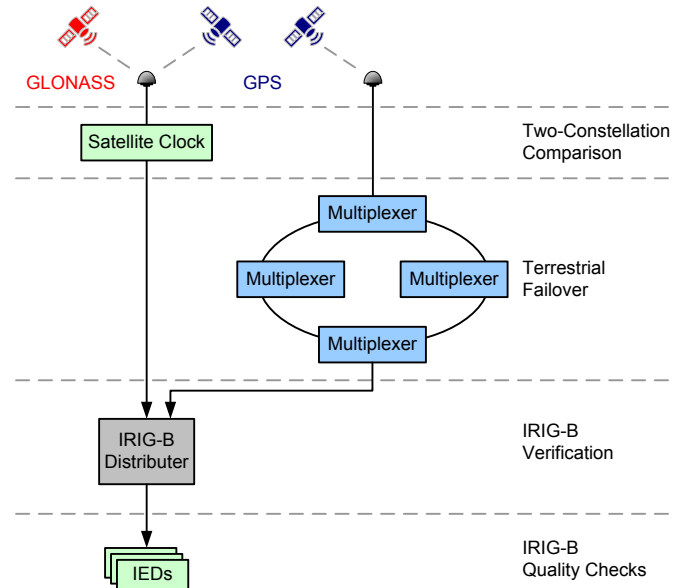 GLONASS
GPS
Satellite Clock
Two-Constellation
Comparison
Multiplexer
Multiplexer
Multiplexer
Terrestrial
Failover
Multiplexer
IRIG-B
Distributer
IRIG-B
Verification
IEDs
IRIG-B
Quality Checks